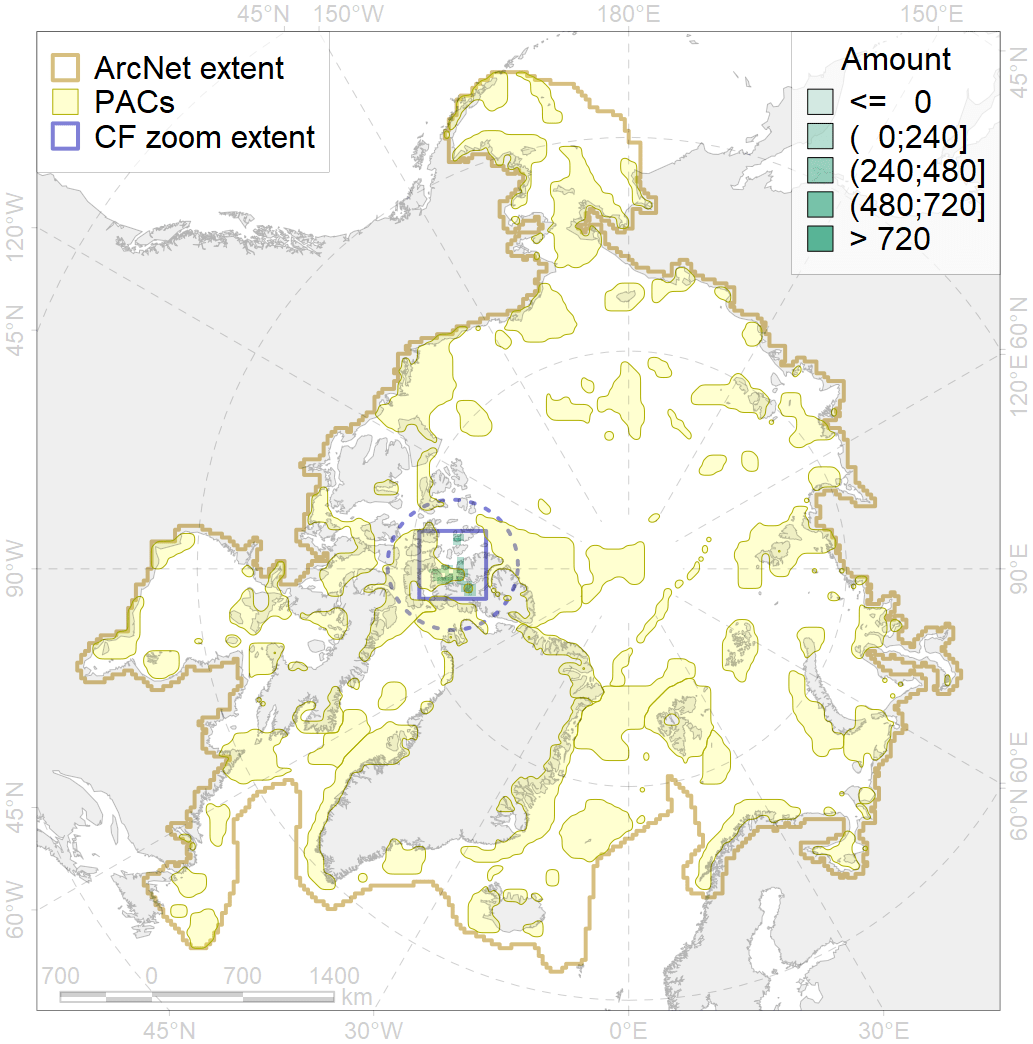 45°N 150°W 180°E 150°E
ArcNet extent
PACs
CF zoom extent
Amount
<= 0
( 0;240]
(240;480]
(480;720]
> 720
45°N
120°W
60°N
45°N
120°E
90°W
90°E
60°E
45°N
60°N
60°W
700 0 700 1400
km
45°N 30°W 0°E 30°E